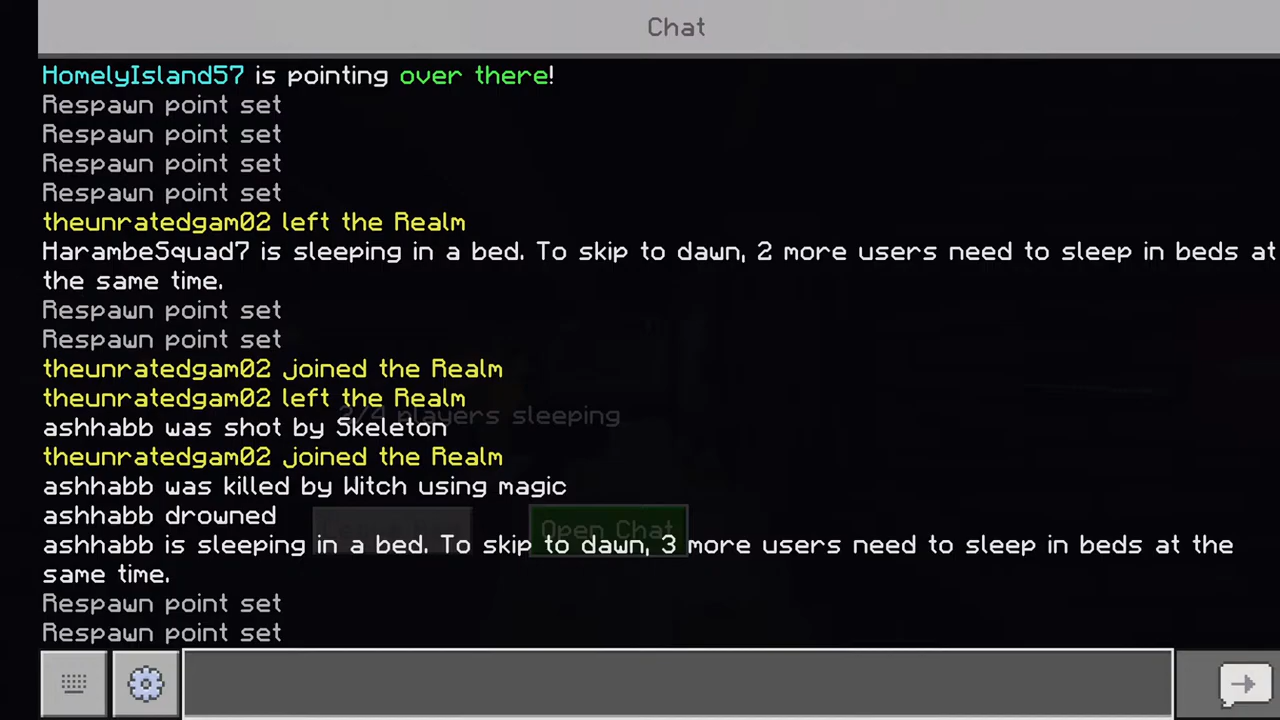 Chat
HomelyIsland57 is pointing over there!
Respawn point set
Respawn point set
Respawn point set
Respawn point set
theunratedgam02 left the Realm
HarambeSquad7 is sleeping in a bed. To skip to dawn, 2 more users need to sleep in beds at
the same time.
Respawn point set
Respawn point set
theunratedgam02 joined the Realm
theunratedgam02 left the Realm
players sleeping
ashhabb was shot by Skeleton
theunratedgam02 joined the Realm
ashhabb was killed by Witch using magic
ashhabb drowned
Open Chat
ashhabb is sleeping in a bed. To skip to dawn, 3 more users need to sleep in beds at the
same time.
Respawn point set
Respawn point set